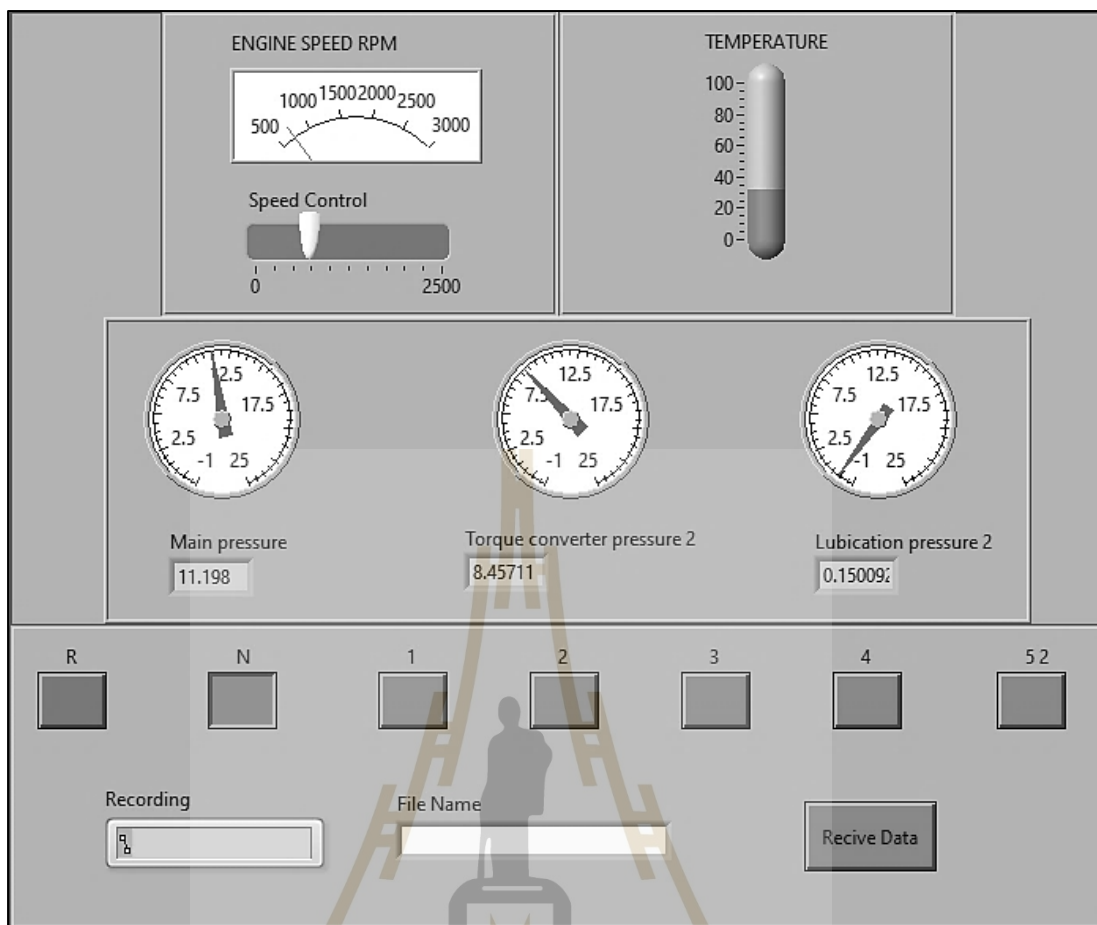 ENGINE SPEED RPM
500 1000 1500 2000 2500 3000
Speed Control
0 2500
TEMPERATURE
100
80
60
40
20
0
-1 2.5 7.5 2.5 17.5 25
-1 2.5 7.5 12.5 17.5 25
-1 2.5 7.5 12.5 17.5 25
Main pressure
11.198
Torque converter pressure 2
8.45711
Lubication pressure 2
0.150092
R N 1 2 3 4 5 2
Recording
File Name
Recive Data